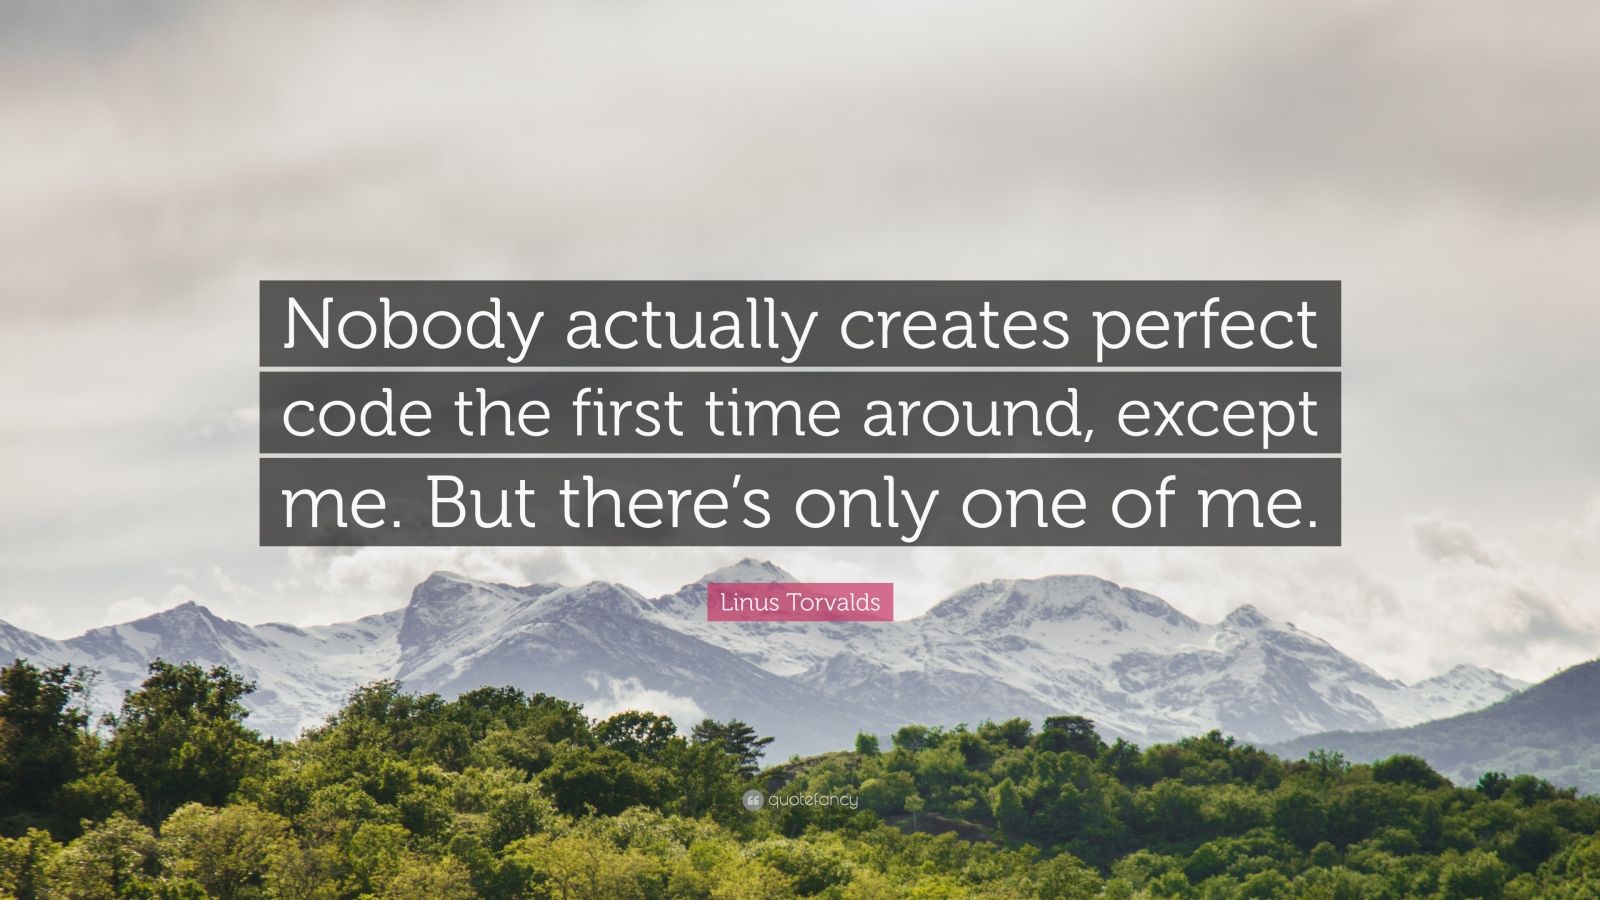 Nobody actually creates perfect
code the first time around, except
me. But there’s only one of me.
Linus Torvalds
quotefancy